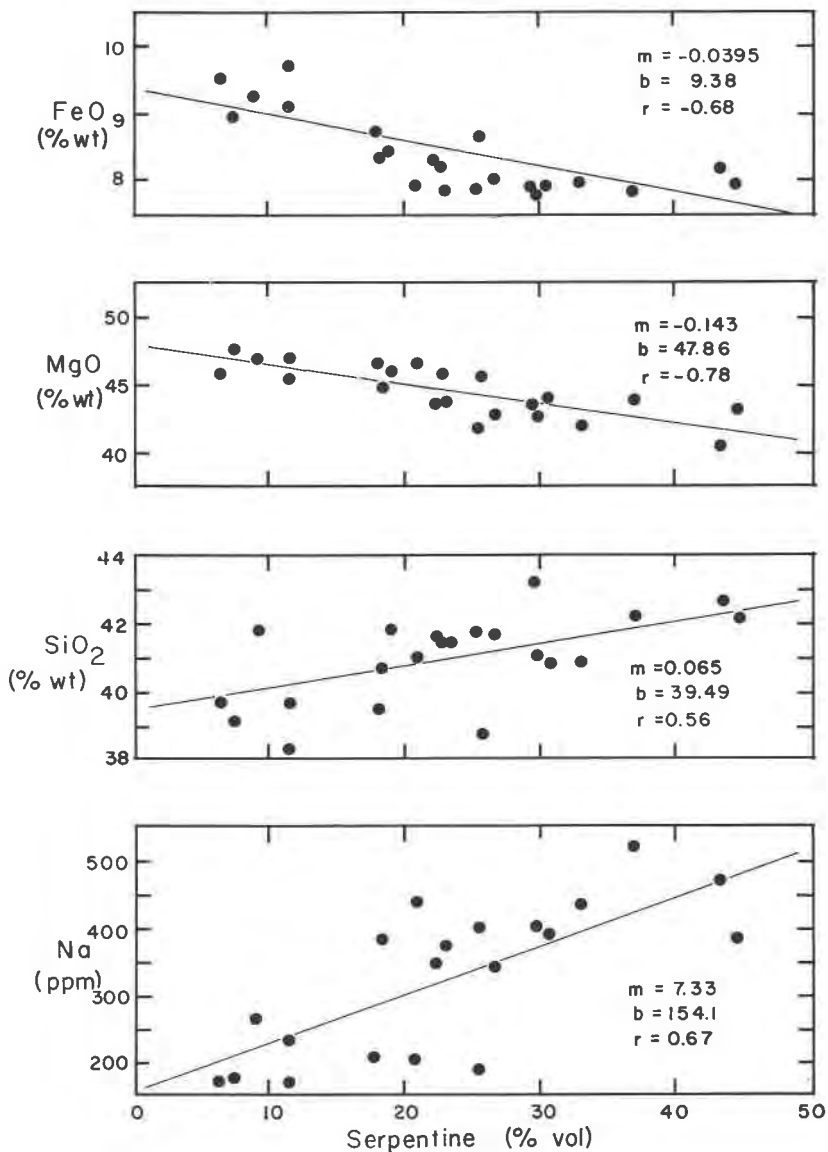 10
9
8
FeO
(% wt)
m = -0.0395
b = 9.38
r = -0.68
50
45
40
MgO
(% wt)
m = -0.143
b = 47.86
r = -0.78
44
42
40
38
SiO2
(% wt)
m = 0.065
b = 39.49
r = 0.56
500
400
300
200
Na
(ppm)
m = 7.33
b = 154.1
r = 0.67
0 10 20 30 40 50
Serpentine (% vol)